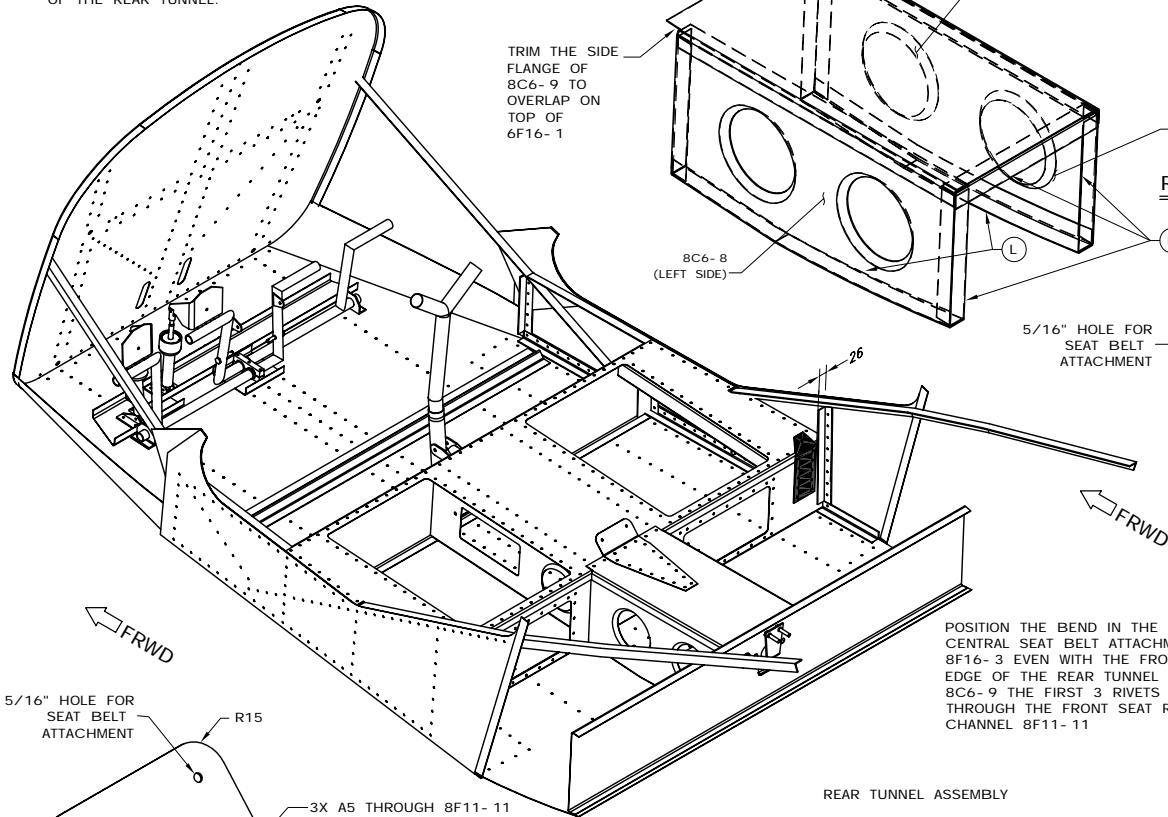 OF THE REAR TUNNEL.
TRIM THE SIDE
FLANGE OF
8C6-9 TO
OVERLAP ON
TOP OF
6F16-1
8C6-8
(LEFT SIDE)
L
R
5/16" HOLE FOR
SEAT BELT
ATTACHMENT
26
FRWD
FRWD
POSITION THE BEND IN THE
CENTRAL SEAT BELT ATTACHM
8F16-3 EVEN WITH THE FRO
EDGE OF THE REAR TUNNEL
8C6-9 THE FIRST 3 RIVETS
THROUGH THE FRONT SEAT R
CHANNEL 8F11-11
5/16" HOLE FOR
SEAT BELT
ATTACHMENT
R15
3X A5 THROUGH 8F11-11
REAR TUNNEL ASSEMBLY